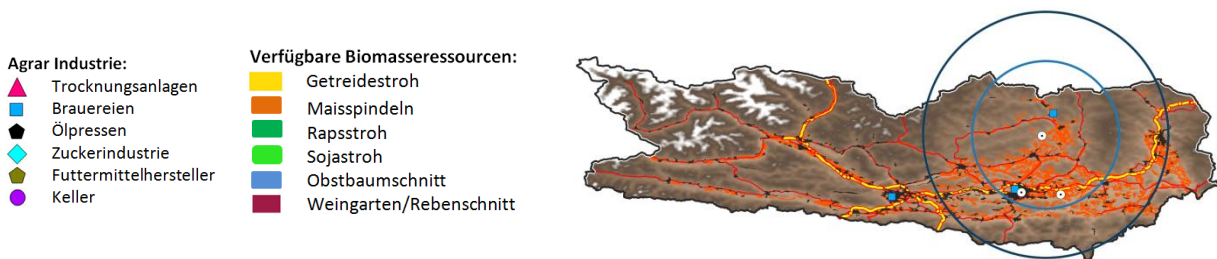 Agrar Industrie:
Trocknungsanlagen
Brauereien
Ölpressen
Zuckerindustrie
Futtermittelhersteller
Keller
Verfügbare Biomasseressourcen:
Getreidestroh
Maisspindeln
Rapsstroh
Sojastroh
Obstbaumschnitt
Weingarten/Rebenschnitt